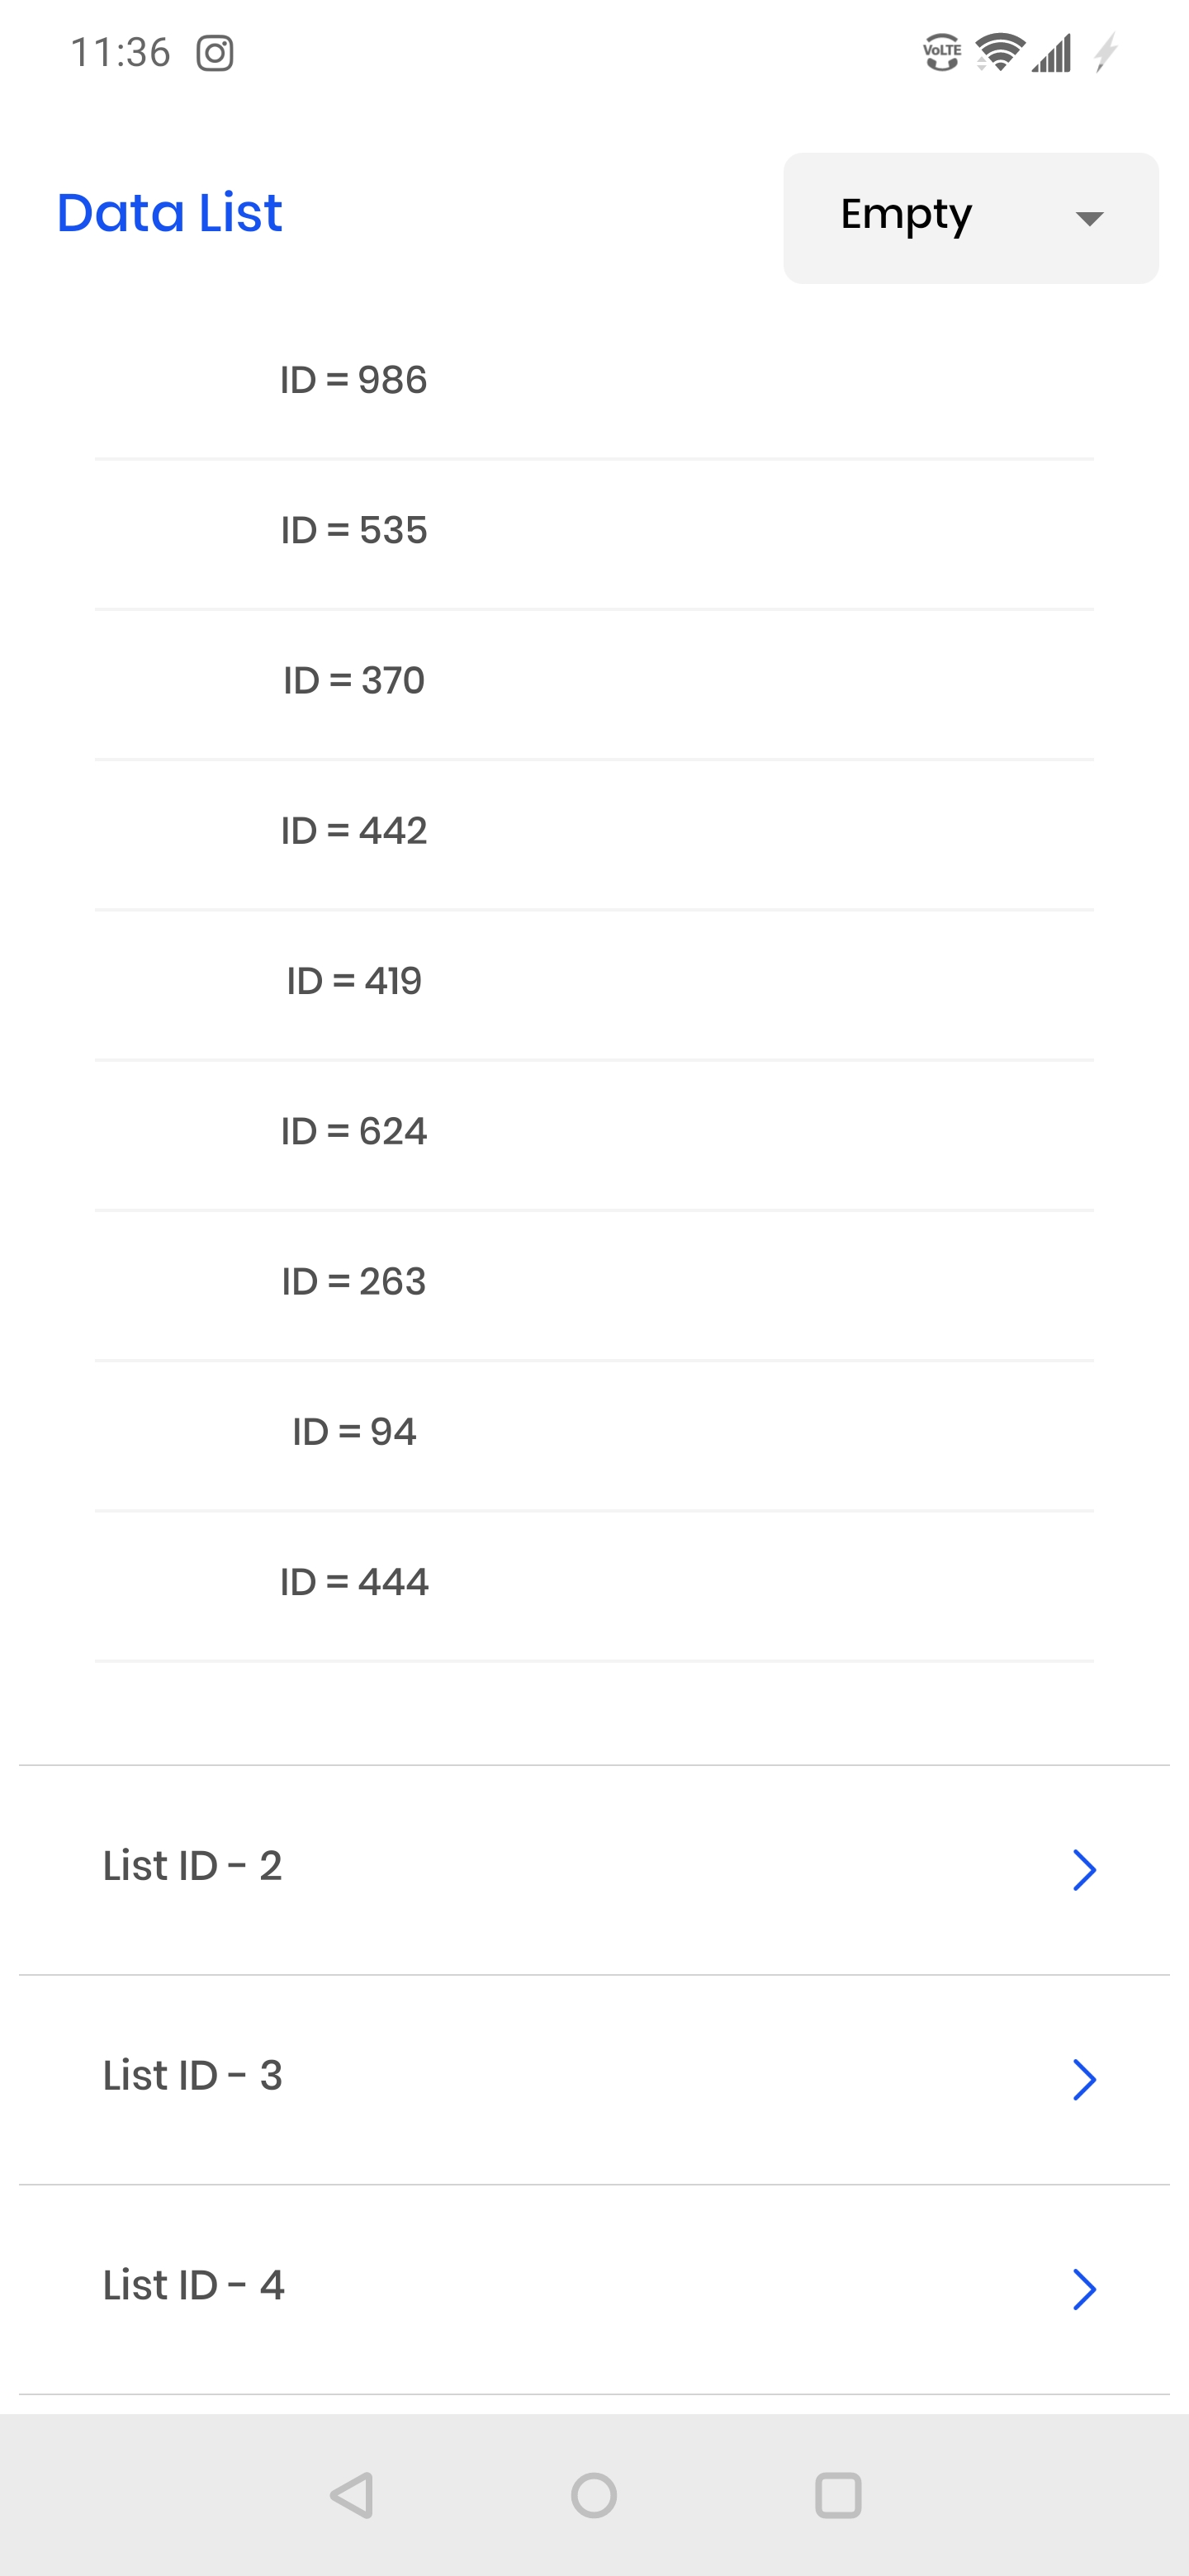 11:36
VoLTE
Data List
Empty
ID = 986
ID = 535
ID = 370
ID = 442
ID = 419
ID = 624
ID = 263
ID = 94
ID = 444
List ID - 2
List ID - 3
List ID - 4